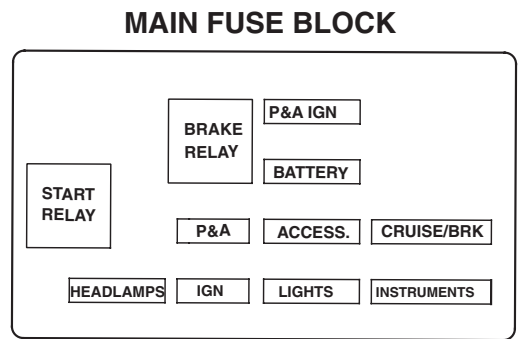 MAIN FUSE BLOCK
P&A IGN
BRAKE
RELAY
BATTERY
START
RELAY
P&A
ACCESS.
CRUISE/BRK
HEADLAMPS
IGN
LIGHTS
INSTRUMENTS